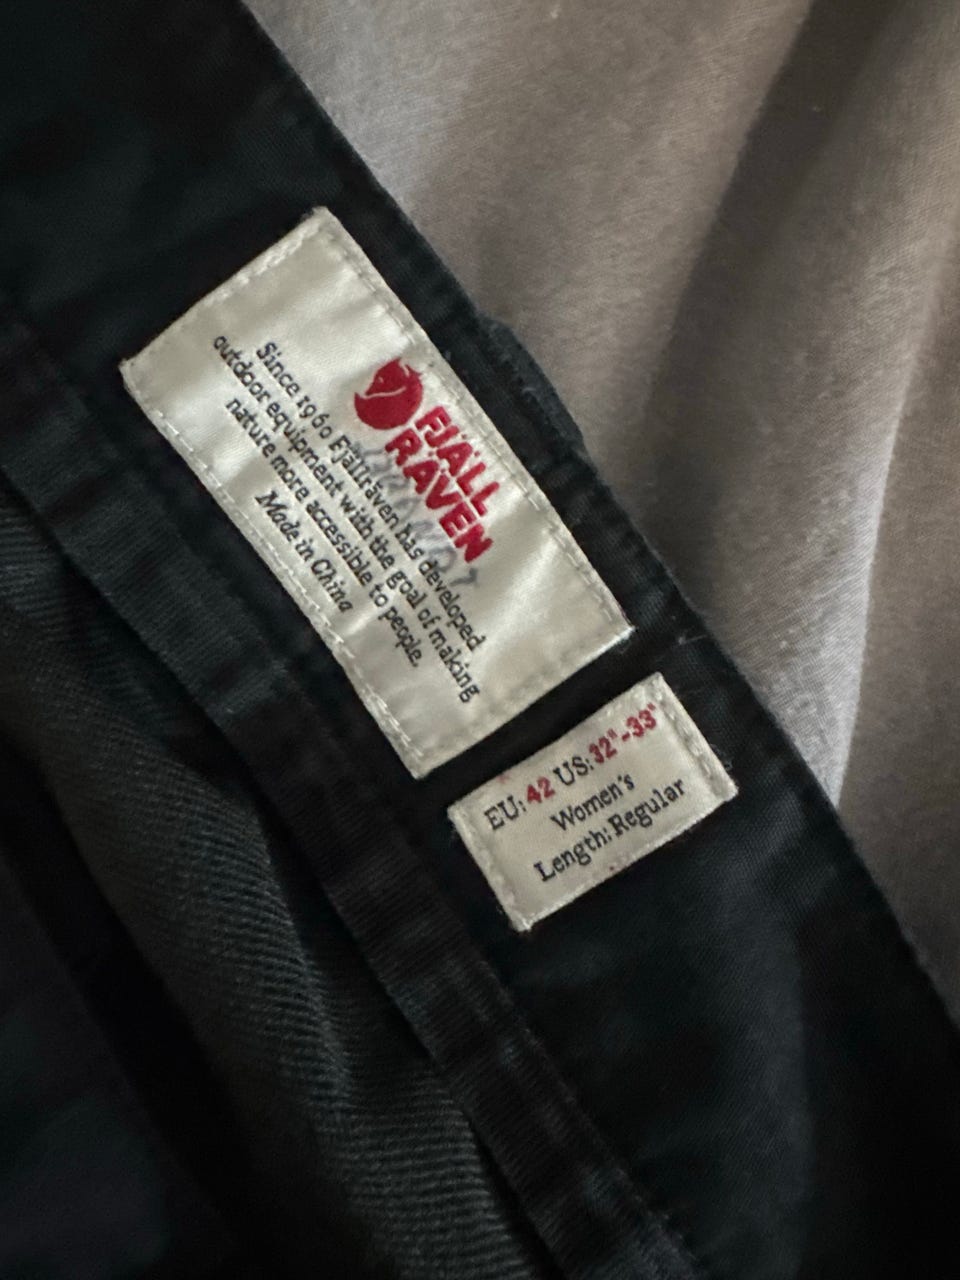 FJÄLL
RÄVEN
Since 1960 Fjällräven has developed
outdoor equipment with the goal of making
nature more accessible to people.
Made in China
EU: 42 US: 32"-33"
Women's
Length: Regular